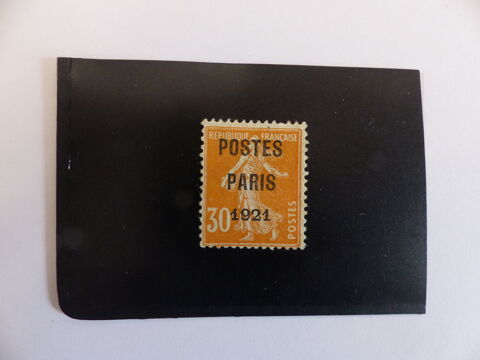 REPUBLIQUE FRANÇAISE
POSTES
PARIS
1921
30
POSTES